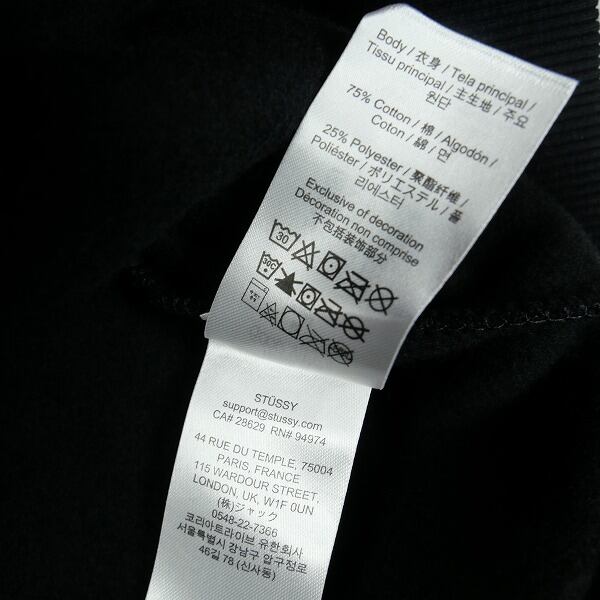 Body / 衣身 / Tela principal /
Tissu principal / 主生地 / 주요
원단
75% Cotton / 棉 / Algodón /
Coton / 綿 / 면
25% Polyester / 聚酯纤维 /
Poliéster / ポリエステル / 폴
리에스터
Exclusive of decoration
Décoration non comprise
不包括装饰部分
30
30C
STÜSSY
support@stussy.com
CA# 28629 RN# 94974
44 RUE DU TEMPLE, 75004
PARIS, FRANCE
115 WARDOUR STREET,
LONDON, UK, W1F 0UN
(株)ジャック
0548-22-7366
코리아트라이브 유한회사
서울특별시 강남구 압구정로
46길 78 (신사동)